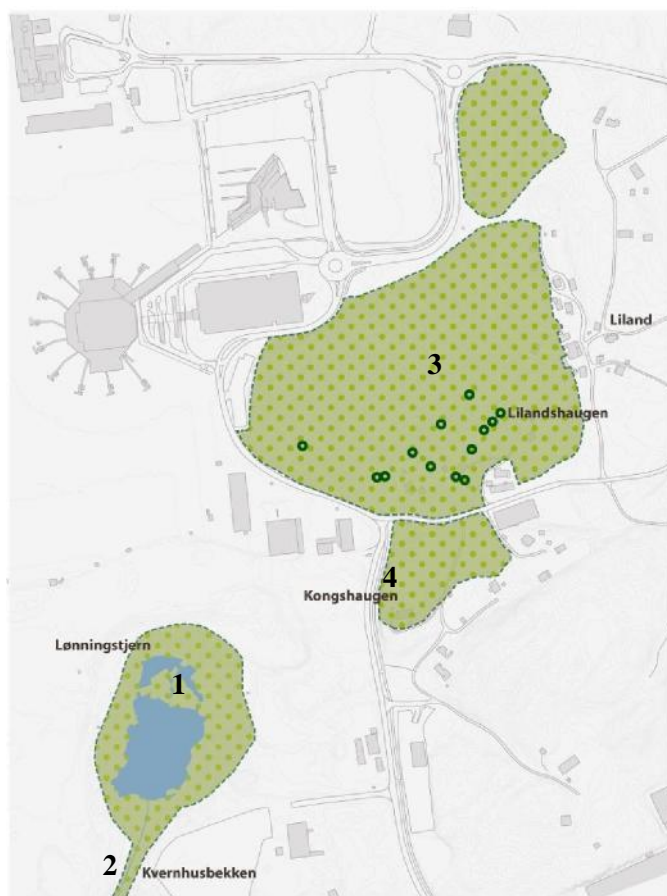 Liland
3
Lilandshaugen
4
Kongshaugen
Lønningstjern
1
2
Kvernhusbekken